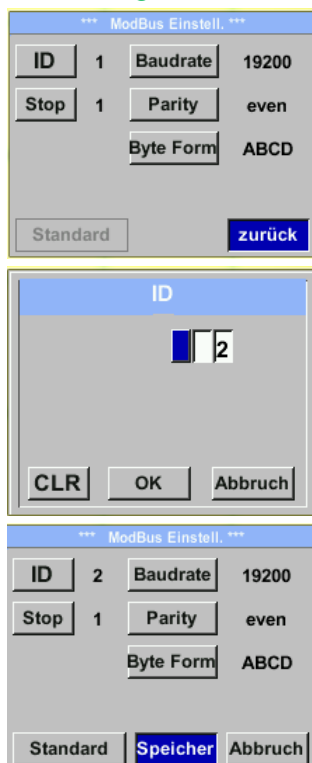 *** ModBus Einstell. ***
ID 1 Baudrate 19200
Stop 1 Parity even
Byte Form ABCD
Standard zurück
ID
2
CLR OK Abbruch
*** ModBus Einstell. ***
ID 2 Baudrate 19200
Stop 1 Parity even
Byte Form ABCD
Standard Speicher Abbruch